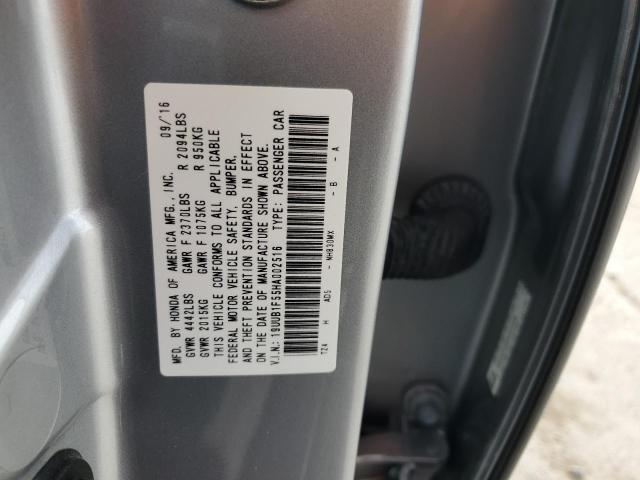 MFD. BY HONDA OF AMERICA MFG., INC. 09/16
GVWR 4442LBS GAWR F 2370LBS R 2094LBS
GVWR 2015KG GAWR F 1075KG R 950KG
THIS VEHICLE CONFORMS TO ALL APPLICABLE
FEDERAL MOTOR VEHICLE SAFETY, BUMPER,
AND THEFT PREVENTION STANDARDS IN EFFECT
ON THE DATE OF MANUFACTURE SHOWN ABOVE.
V.I.N.: 19UUB1F55HA002516 TYPE: PASSENGER CAR
TZ4 H AD5 - NH830MX - B - A